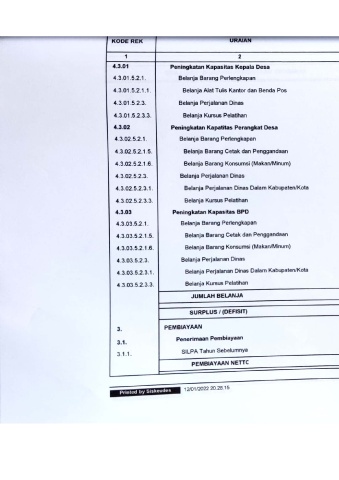 KODE REK URAIAN
1 2
4.3.01 Peningkatan Kapasitas Kepala Desa
4.3.01.5.2.1. Belanja Barang Perlengkapan
4.3.01.5.2.1.1. Belanja Alat Tulis Kantor dan Benda Pos
4.3.01.5.2.3. Belanja Perjalanan Dinas
4.3.01.5.2.3.3. Belanja Kursus Pelatihan
4.3.02 Peningkatan Kapatitas Perangkat Desa
4.3.02.5.2.1. Belanja Barang Perlengkapan
4.3.02.5.2.1.5. Belanja Barang Cetak dan Penggandaan
4.3.02.5.2.1.6. Belanja Barang Konsumsi (Makan/Minum)
4.3.02.5.2.3. Belanja Perjalanan Dinas
4.3.02.5.2.3.1. Belanja Perjalanan Dinas Dalam Kabupaten/Kota
4.3.02.5.2.3.3. Belanja Kursus Pelatihan
4.3.03 Peningkatan Kapasitas BPD
4.3.03.5.2.1. Belanja Barang Perlengkapan
4.3.03.5.2.1.5. Belanja Barang Cetak dan Penggandaan
4.3.03.5.2.1.6. Belanja Barang Konsumsi (Makan/Minum)
4.3.03.5.2.3. Belanja Perjalanan Dinas
4.3.03.5.2.3.1. Belanja Perjalanan Dinas Dalam Kabupaten/Kota
4.3.03.5.2.3.3. Belanja Kursus Pelatihan
JUMLAH BELANJA
SURPLUS / (DEFISIT)
3. PEMBIAYAAN
3.1. Penerimaan Pembiayaan
3.1.1. SILPA Tahun Sebelumnya
PEMBIAYAAN NETTO
Printed by Siskeudes 12/01/2022 20.28.15